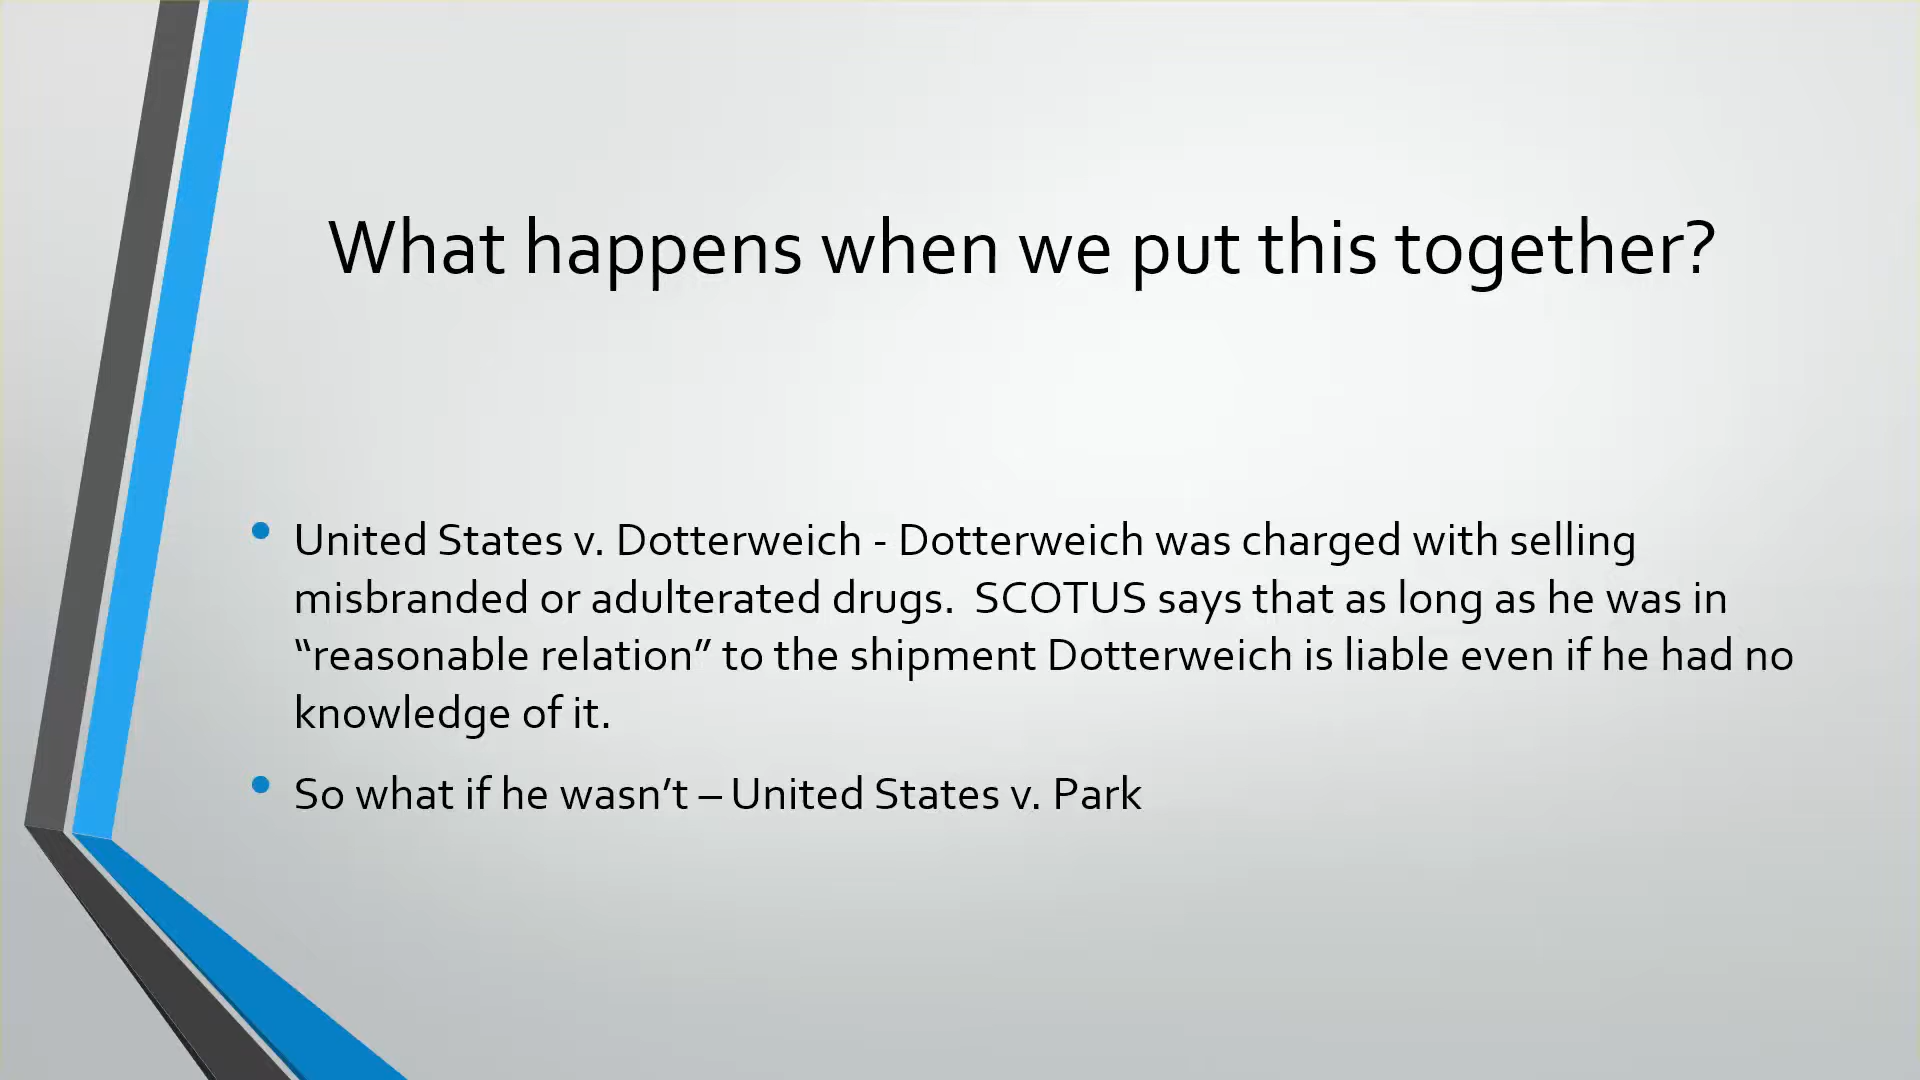 What happens when we put this together?
• United States v. Dotterweich - Dotterweich was charged with selling
misbranded or adulterated drugs.  SCOTUS says that as long as he was in
“reasonable relation” to the shipment Dotterweich is liable even if he had no
knowledge of it.
• So what if he wasn’t – United States v. Park